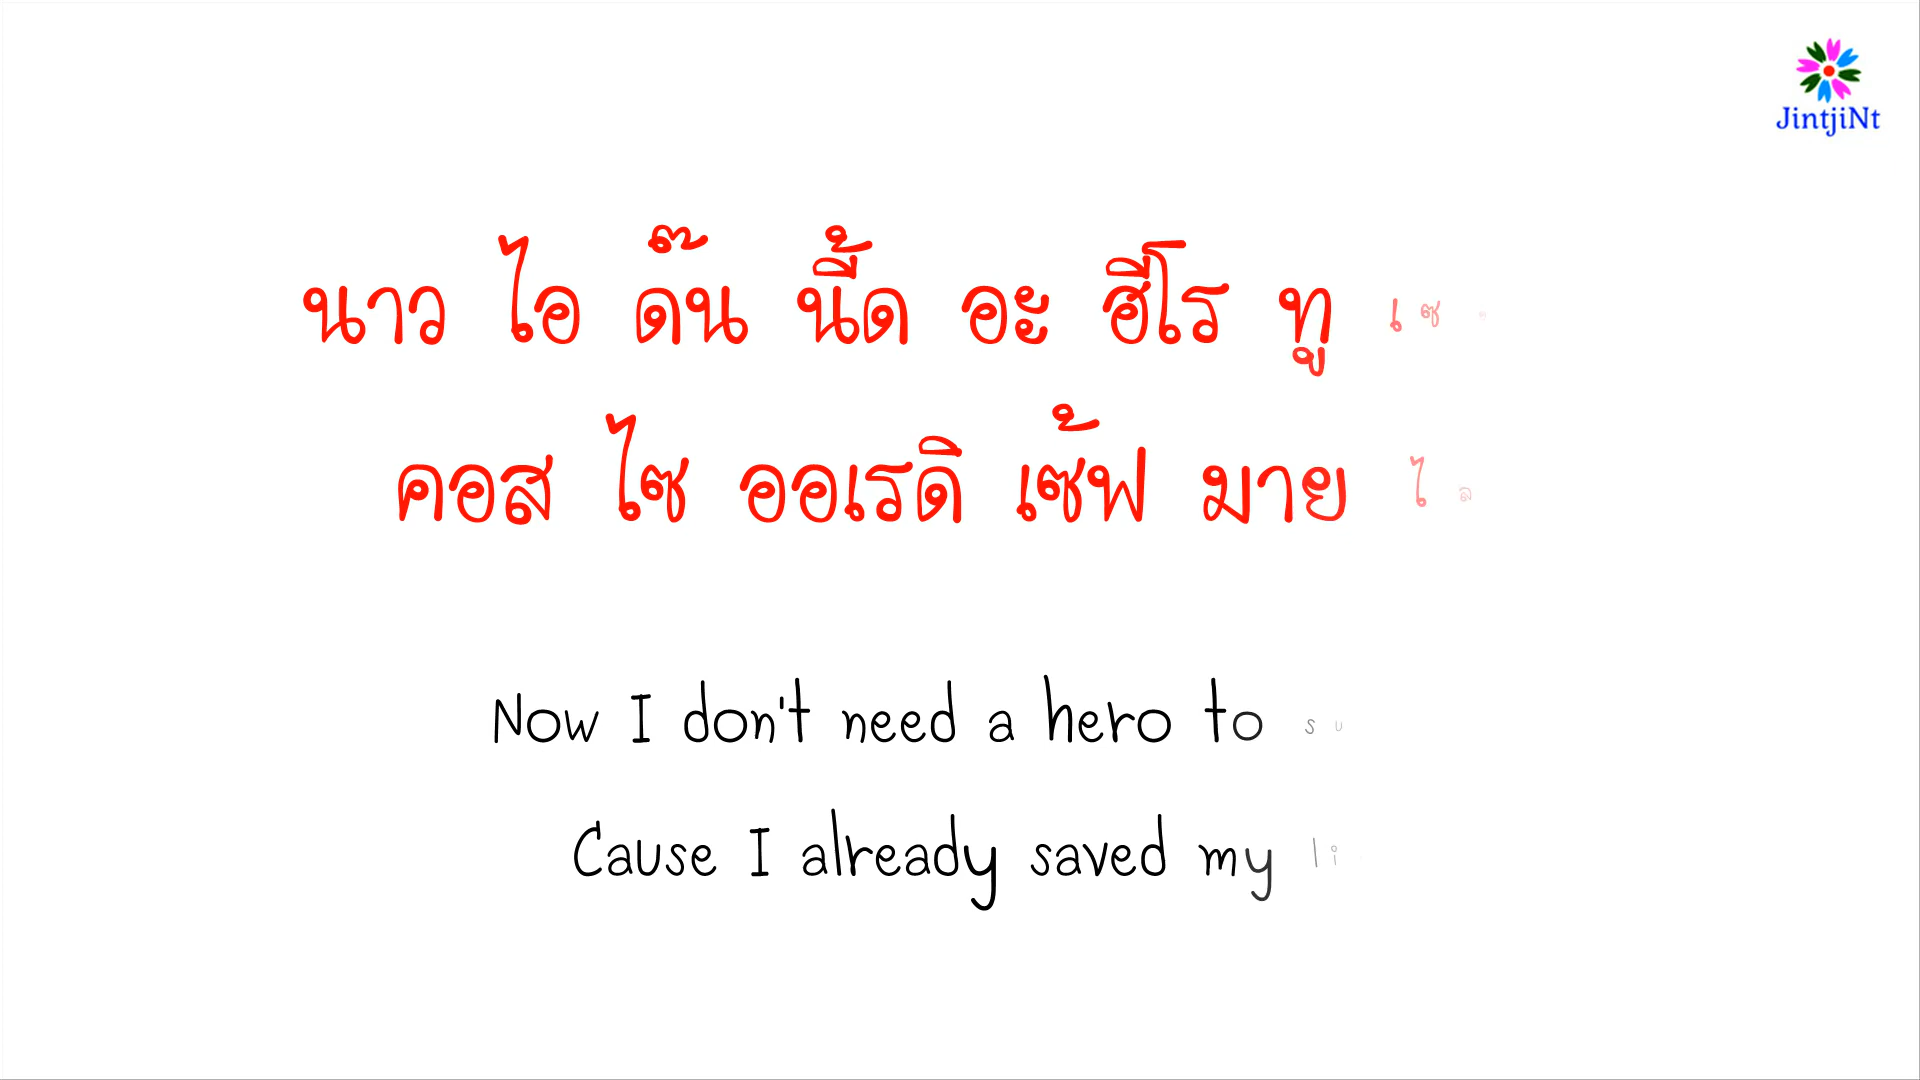 JintjiNt
นาว ไอ ด๊น นี้ด อะ ฮีโร ทู
คอส ไซ ออเรดิ เซ้ฟ มาย
Now I don't need a hero to
Cause I already saved my